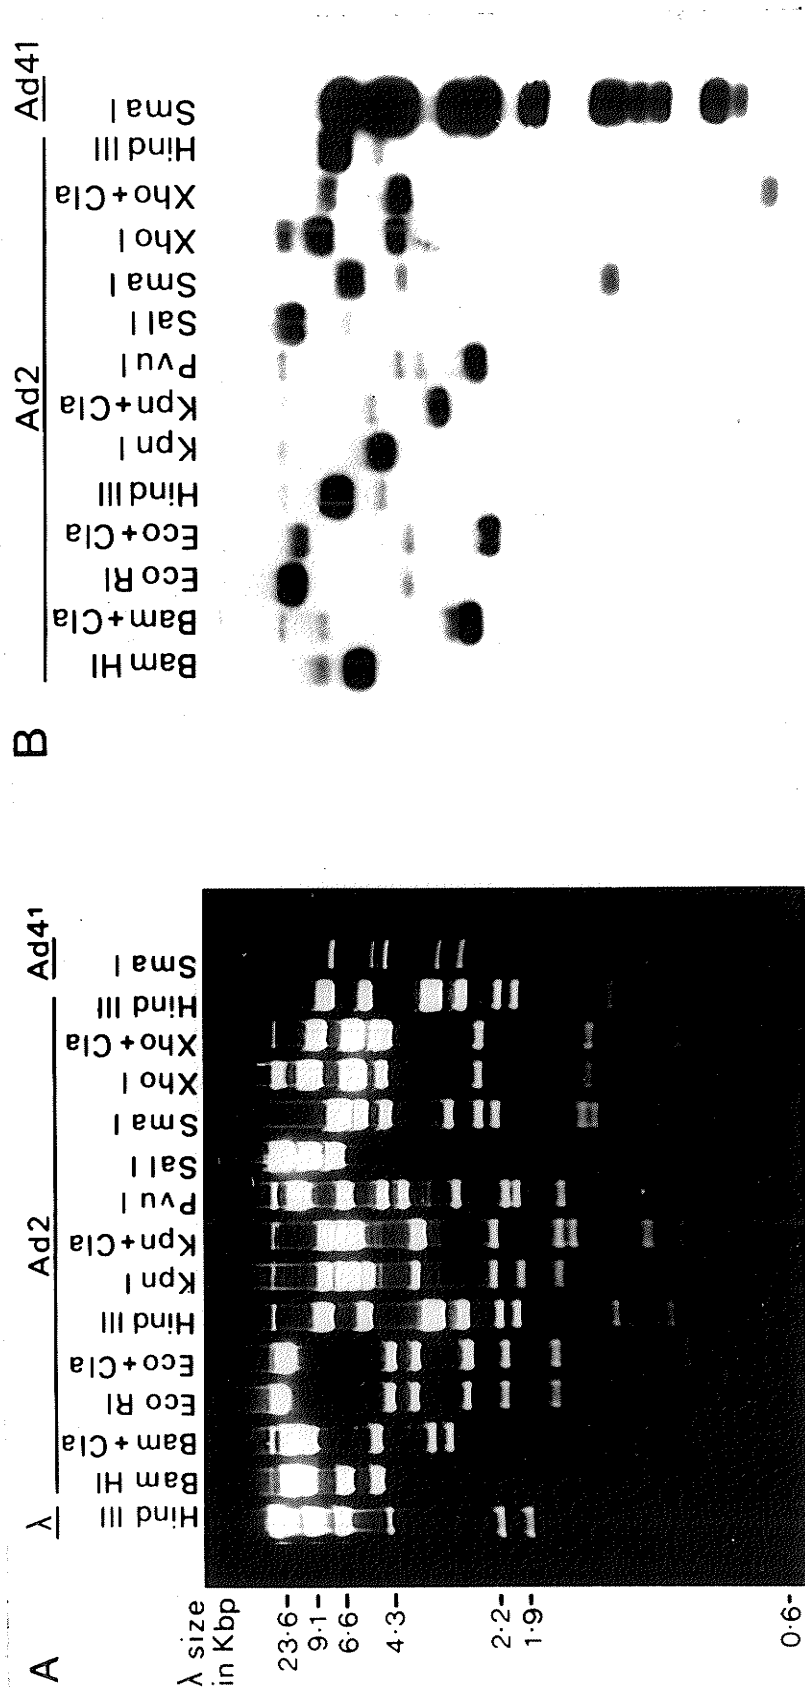 A
λ
Ad2
Ad41
Hind III
Bam HI
Bam + Cla
Eco RI
Eco + Cla
Hind III
Kpn I
Kpn + Cla
Pvu I
Sal I
Sma I
Xho I
Xho + Cla
Hind III
Sma I
λ size
in Kbp
23·6-
9·1-
6·6-
4·3-
2·2-
1·9-
0·6-
B
Ad2
Ad41
Bam HI
Bam + Cla
Eco RI
Eco + Cla
Hind III
Kpn I
Kpn + Cla
Pvu I
Sal I
Sma I
Xho I
Xho + Cla
Hind III
Sma I